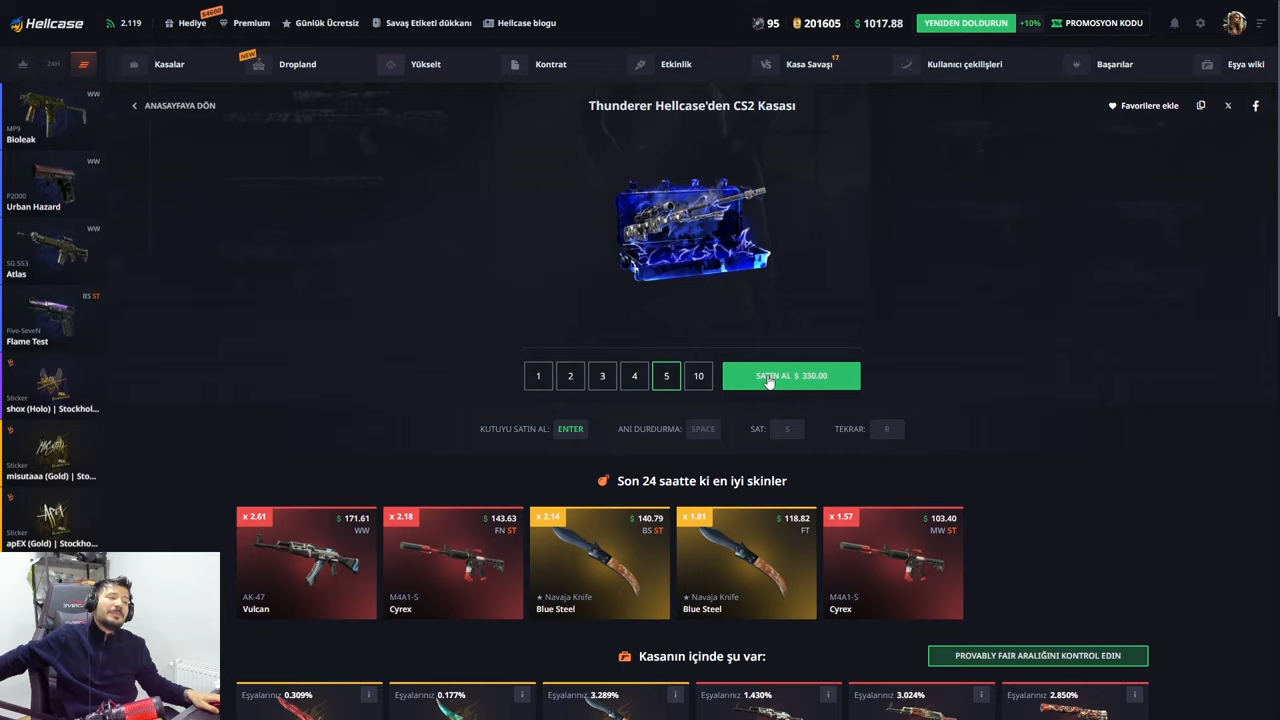 Hellcase
2.119
Hediye
$4600
Premium
Günlük Ücretsiz
Savaş Etiketi dükkanı
Hellcase blogu
95
201605
$ 1017.88
YENİDEN DOLDURUN
+10%
PROMOSYON KODU
24H
Kasalar
NEW
Dropland
Yükselt
Kontrat
Etkinlik
VS
Kasa Savaşı
17
Kullanıcı çekilişleri
Başarılar
Eşya wiki
ANASAYFAYA DÖN
Thunderer Hellcase'den CS2 Kasası
Favorilere ekle
WW
MP9
Bioleak
WW
P2000
Urban Hazard
WW
SG 553
Atlas
BS ST
Five-SeveN
Flame Test
Sticker
shox (Holo) | Stockhol...
Sticker
misutaaa (Gold) | Sto...
Sticker
apEX (Gold) | Stockho...
1
2
3
4
5
10
SATIN AL $ 330.00
KUTUYU SATIN AL:
ENTER
ANI DURDURMA:
SPACE
SAT:
S
TEKRAR:
R
Son 24 saatte ki en iyi skinler
x 2.61
$ 171.61
WW
AK-47
Vulcan
x 2.18
$ 143.63
FN ST
M4A1-S
Cyrex
x 2.14
$ 140.79
BS ST
★ Navaja Knife
Blue Steel
x 1.81
$ 118.82
FT
★ Navaja Knife
Blue Steel
x 1.57
$ 103.40
MW ST
M4A1-S
Cyrex
Kasanın içinde şu var:
PROVABLY FAIR ARALIĞINI KONTROL EDIN
Eşyalarınız 0.309%
Eşyalarınız 0.177%
Eşyalarınız 3.289%
Eşyalarınız 1.430%
Eşyalarınız 3.024%
Eşyalarınız 2.850%